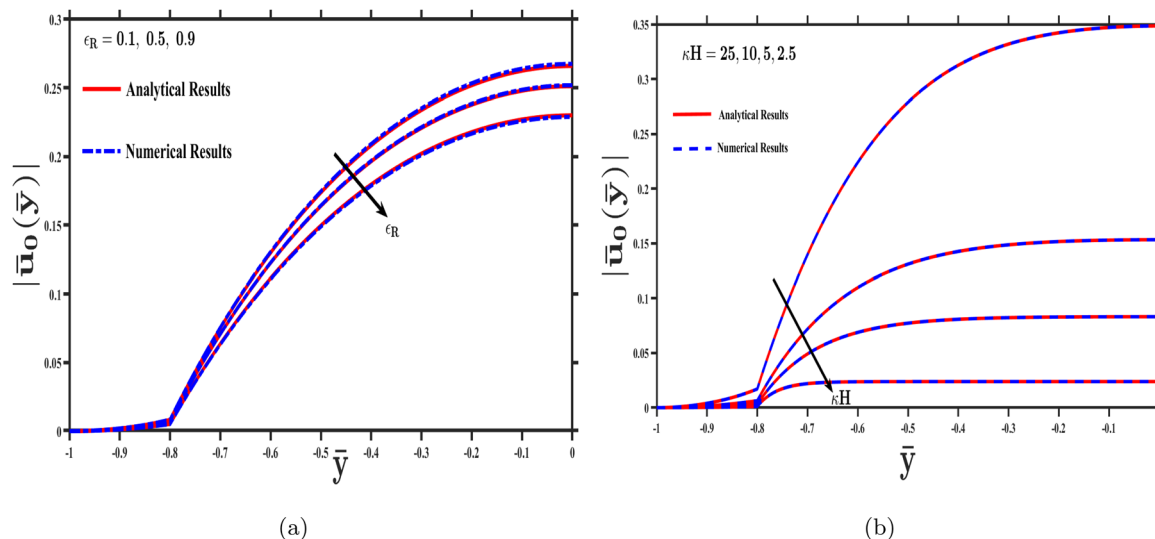 0.3
ϵR = 0.1, 0.5, 0.9
0.25
Analytical Results
0.2
Numerical Results
0.15
ϵR
0.1
0.05
0
-1 -0.9 -0.8 -0.7 -0.6 -0.5 -0.4 -0.3 -0.2 -0.1 0
|ū0(ȳ)|
ȳ
(a)
0.35
κH = 25, 10, 5, 2.5
0.3
Analytical Results
0.25
Numerical Results
0.2
0.15
0.1
0.05
κH
0
-1 -0.9 -0.8 -0.7 -0.6 -0.5 -0.4 -0.3 -0.2 -0.1
|ū0(ȳ)|
ȳ
(b)